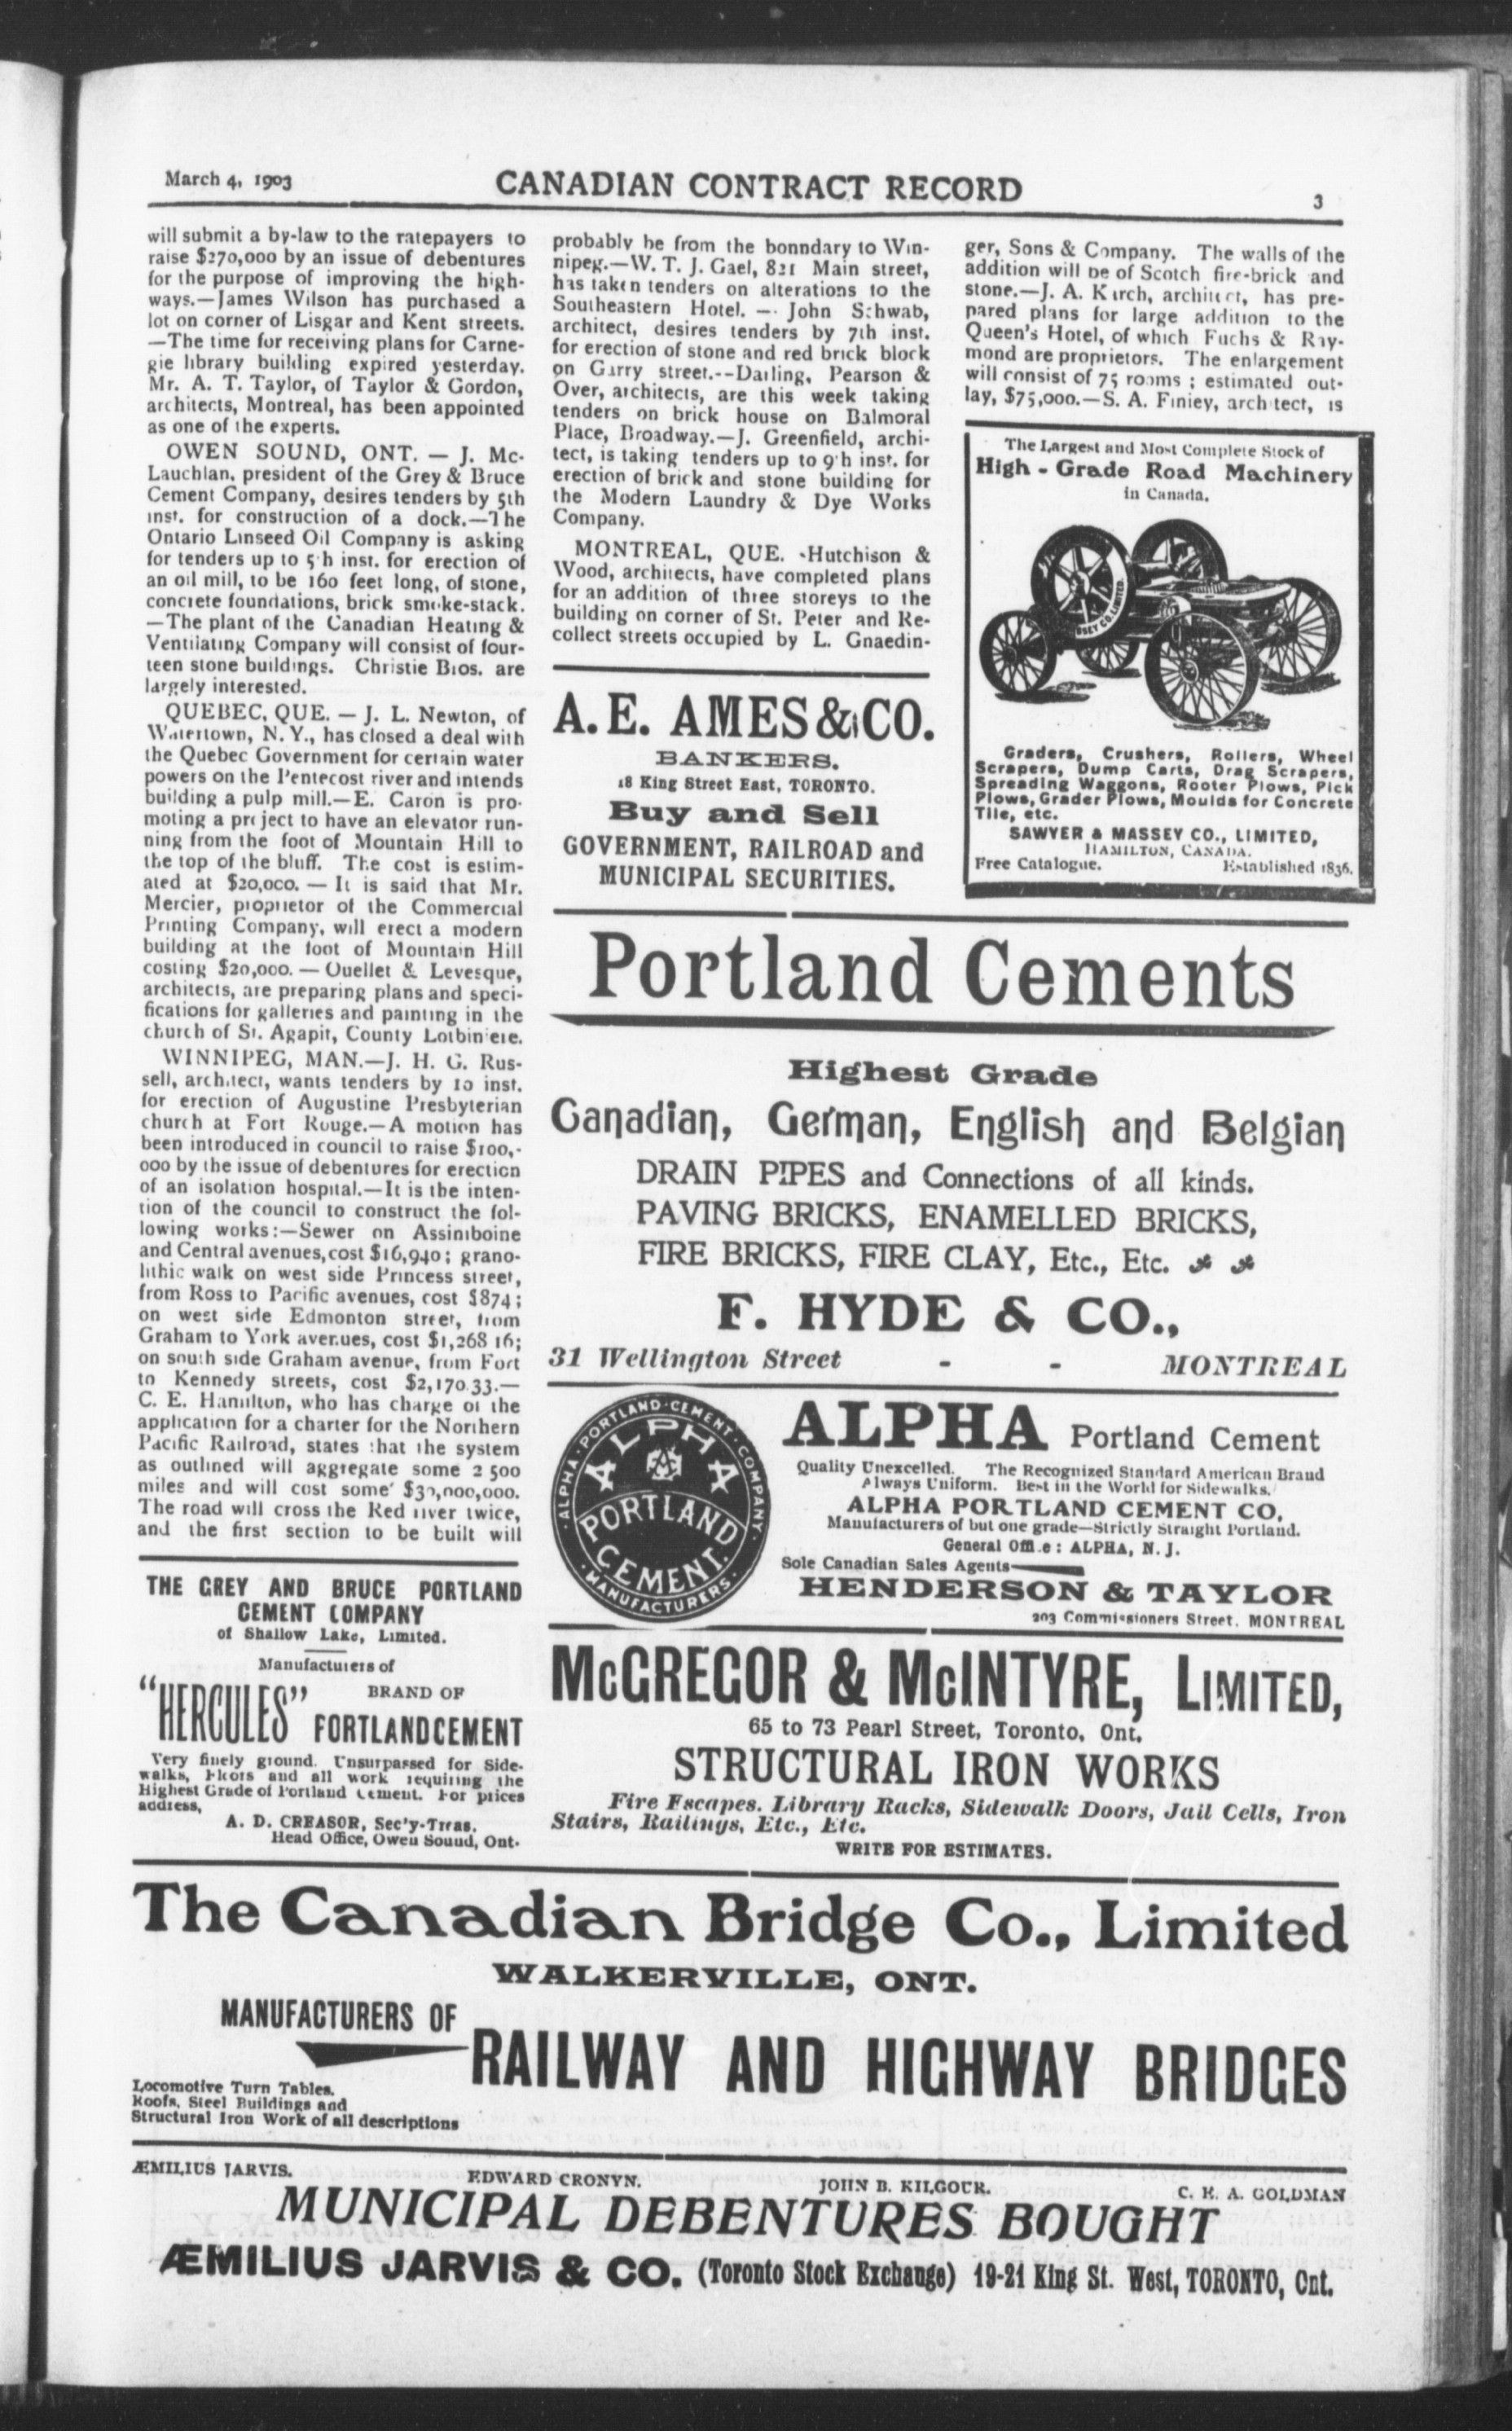 March 4, 1903
CANADIAN CONTRACT RECORD
3
will submit a by-law to the ratepayers to
raise $270,000 by an issue of debentures
for the purpose of improving the high-
ways.—James Wilson has purchased a
lot on corner of Lisgar and Kent streets.
—The time for receiving plans for Carne-
gie library building expired yesterday.
Mr. A. T. Taylor, of Taylor & Gordon,
architects, Montreal, has been appointed
as one of the experts.
OWEN SOUND, ONT. — J. Mc-
Lauchlan, president of the Grey & Bruce
Cement Company, desires tenders by 5th
inst. for construction of a dock.—The
Ontario Linseed Oil Company is asking
for tenders up to 5th inst. for erection of
an oil mill, to be 160 feet long, of stone,
concrete foundations, brick smoke-stack.
—The plant of the Canadian Heating &
Ventilating Company will consist of four-
teen stone buildings. Christie Bros. are
largely interested.
QUEBEC, QUE. — J. L. Newton, of
Watertown, N. Y., has closed a deal with
the Quebec Government for certain water
powers on the Pentecost river and intends
building a pulp mill.—E. Caron is pro-
moting a project to have an elevator run-
ning from the foot of Mountain Hill to
the top of the bluff. The cost is estim-
ated at $20,000. — It is said that Mr.
Mercier, proprietor of the Commercial
Printing Company, will erect a modern
building at the foot of Mountain Hill
costing $20,000. — Ouellet & Levesque,
architects, are preparing plans and speci-
fications for galleries and painting in the
church of St. Agapit, County Lotbiniere.
WINNIPEG, MAN.—J. H. G. Rus-
sell, architect, wants tenders by 10 inst.
for erection of Augustine Presbyterian
church at Fort Rouge.—A motion has
been introduced in council to raise $100,-
000 by the issue of debentures for erection
of an isolation hospital.—It is the inten-
tion of the council to construct the fol-
lowing works:—Sewer on Assiniboine
and Central avenues, cost $16,940; grano-
lithic walk on west side Princess street,
from Ross to Pacific avenues, cost $874;
on west side Edmonton street, from
Graham to York avenues, cost $1,268 16;
on south side Graham avenue, from Fort
to Kennedy streets, cost $2,170.33.—
C. E. Hamilton, who has charge of the
application for a charter for the Northern
Pacific Railroad, states that the system
as outlined will aggregate some 2 500
miles and will cost some $30,000,000.
The road will cross the Red river twice,
and the first section to be built will
THE GREY AND BRUCE PORTLAND
CEMENT COMPANY
of Shallow Lake, Limited.
Manufacturers of
"HERCULES" BRAND OF
PORTLAND CEMENT
Very finely ground. Unsurpassed for Side-
walks, Floors and all work requiring the
Highest Grade of Portland Cement. For prices
address,
A. D. CREASOR, Sec'y-Treas.
Head Office, Owen Sound, Ont.
probably be from the bonndary to Win-
nipeg.—W. T. J. Gael, 821 Main street,
has taken tenders on alterations to the
Southeastern Hotel. — John Schwab,
architect, desires tenders by 7th inst.
for erection of stone and red brick block
on Garry street.--Darling, Pearson &
Over, architects, are this week taking
tenders on brick house on Balmoral
Place, Broadway.—J. Greenfield, archi-
tect, is taking tenders up to 9th inst. for
erection of brick and stone building for
the Modern Laundry & Dye Works
Company.
MONTREAL, QUE. -Hutchison &
Wood, architects, have completed plans
for an addition of three storeys to the
building on corner of St. Peter and Re-
collect streets occupied by L. Gnaedin-
A. E. AMES & CO.
BANKERS.
18 King Street East, TORONTO.
Buy and Sell
GOVERNMENT, RAILROAD and
MUNICIPAL SECURITIES.
ger, Sons & Company. The walls of the
addition will be of Scotch fire-brick and
stone.—J. A. Karch, architect, has pre-
pared plans for large addition to the
Queen's Hotel, of which Fuchs & Ray-
mond are proprietors. The enlargement
will consist of 75 rooms ; estimated out-
lay, $75,000.—S. A. Finley, architect, is
The Largest and Most Complete Stock of
High - Grade Road Machinery
in Canada.
SSEY CO. LIMITED
Graders, Crushers, Rollers, Wheel
Scrapers, Dump Carts, Drag Scrapers,
Spreading Waggons, Rooter Plows, Pick
Plows, Grader Plows, Moulds for Concrete
Tile, etc.
SAWYER & MASSEY CO., LIMITED,
HAMILTON, CANADA.
Free Catalogue. Established 1836.
Portland Cements
Highest Grade
Canadian, German, English and Belgian
DRAIN PIPES and Connections of all kinds.
PAVING BRICKS, ENAMELLED BRICKS,
FIRE BRICKS, FIRE CLAY, Etc., Etc.
F. HYDE & CO.,
31 Wellington Street - - MONTREAL
ALPHA PORTLAND CEMENT COMPANY
ALPHA
PORTLAND
CEMENT.
MANUFACTURERS
ALPHA Portland Cement
Quality Unexcelled. The Recognized Standard American Brand
Always Uniform. Best in the World for Sidewalks.
ALPHA PORTLAND CEMENT CO.
Manufacturers of but one grade—Strictly Straight Portland.
General Office: ALPHA, N. J.
Sole Canadian Sales Agents
HENDERSON & TAYLOR
203 Commissioners Street, MONTREAL
McGREGOR & McINTYRE, LIMITED,
65 to 73 Pearl Street, Toronto, Ont.
STRUCTURAL IRON WORKS
Fire Escapes, Library Racks, Sidewalk Doors, Jail Cells, Iron
Stairs, Railings, Etc., Etc.
WRITE FOR ESTIMATES.
The Canadian Bridge Co., Limited
WALKERVILLE, ONT.
MANUFACTURERS OF
RAILWAY AND HIGHWAY BRIDGES
Locomotive Turn Tables,
Roofs, Steel Buildings and
Structural Iron Work of all descriptions
ÆMILIUS JARVIS. EDWARD CRONYN. JOHN B. KILGOUR. C. E. A. GOLDMAN
MUNICIPAL DEBENTURES BOUGHT
ÆMILIUS JARVIS & CO. (Toronto Stock Exchange) 19-21 King St. West, TORONTO, Ont.